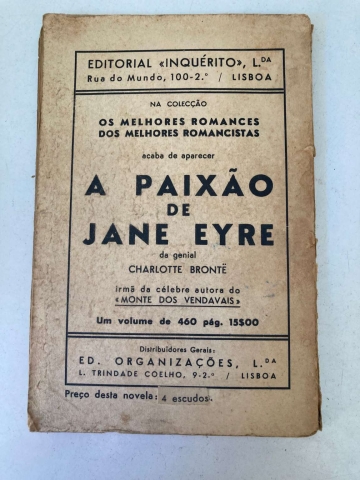 EDITORIAL «INQUÉRITO», L.DA
Rua do Mundo, 100-2.º / LISBOA
NA COLECÇÃO
OS MELHORES ROMANCES
DOS MELHORES ROMANCISTAS
acaba de aparecer
A PAIXÃO
DE
JANE EYRE
da genial
CHARLOTTE BRONTË
irmã da célebre autora do
«MONTE DOS VENDAVAIS»
Um volume de 460 pág. 15$00
Distribuïdores Gerais:
ED. ORGANIZAÇÕES, L.DA
L. TRINDADE COELHO, 9-2.º / LISBOA
Preço desta novela: 4 escudos.